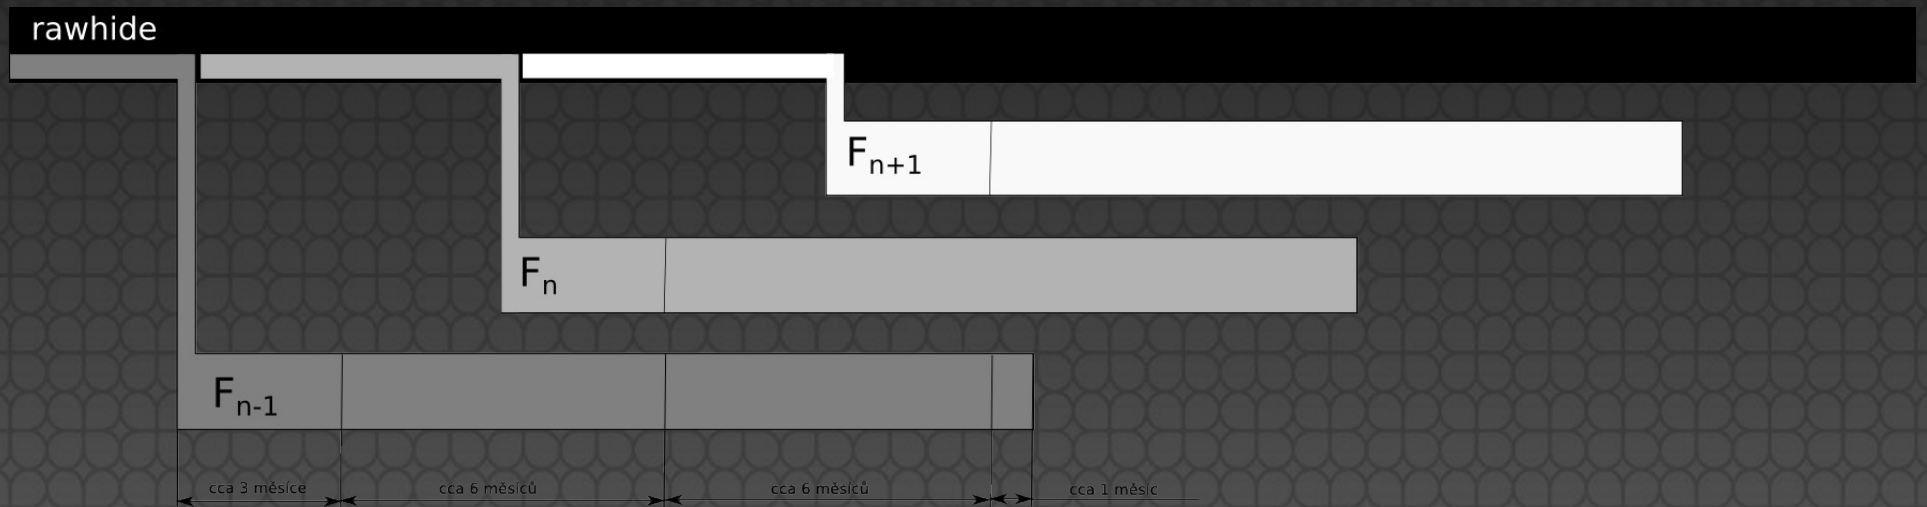 rawhide
Fn+1
Fn
Fn-1
cca 3 měsíce
cca 6 měsíců
cca 6 měsíců
cca 1 měsíc